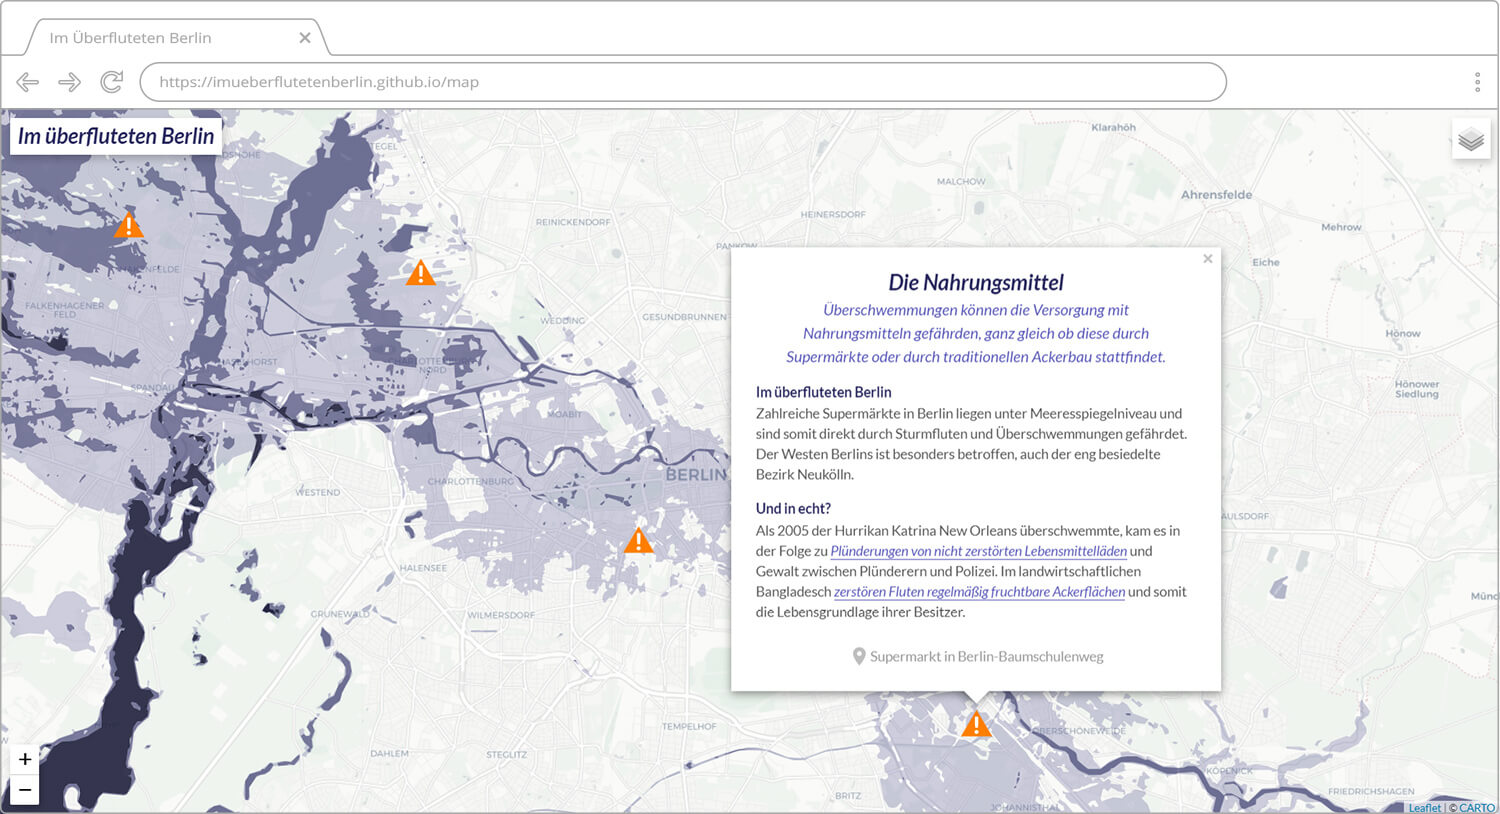 Im Überfluteten Berlin
https://imueberflutetenberlin.github.io/map
Im überfluteten Berlin
TEGEL
Klarahöh
MALCHOW
Ahrensfelde
HEINERSDORF
REINICKENDORF
Mehrow
PANKOW
Eiche
FALKENHAGENER
FELD
WEDDING
GESUNDBRUNNEN
Hönow
CHARLOTTENBURG
NORD
SPANDAU
Hönower
Siedlung
MOABIT
BERLIN
CHARLOTTENBURG
WESTEND
AULSDORF
HALENSEE
GRUNEWALD
WILMERSDORF
Münc
Die Nahrungsmittel
Überschwemmungen können die Versorgung mit
Nahrungsmitteln gefährden, ganz gleich ob diese durch
Supermärkte oder durch traditionellen Ackerbau stattfindet.
Im überfluteten Berlin
Zahlreiche Supermärkte in Berlin liegen unter Meeresspiegelniveau und
sind somit direkt durch Sturmfluten und Überschwemmungen gefährdet.
Der Westen Berlins ist besonders betroffen, auch der eng besiedelte
Bezirk Neukölln.
Und in echt?
Als 2005 der Hurrikan Katrina New Orleans überschwemmte, kam es in
der Folge zu Plünderungen von nicht zerstörten Lebensmittelläden und
Gewalt zwischen Plünderern und Polizei. Im landwirtschaftlichen
Bangladesch zerstören Fluten regelmäßig fruchtbare Ackerflächen und somit
die Lebensgrundlage ihrer Besitzer.
Supermarkt in Berlin-Baumschulenweg
TEMPELHOF
OBERSCHÖNEWEIDE
DAHLEM
STEGLITZ
KÖPENICK
BRITZ
FRIEDRICHSHAGEN
JOHANNISTHAL
+
−
Leaflet | © CARTO